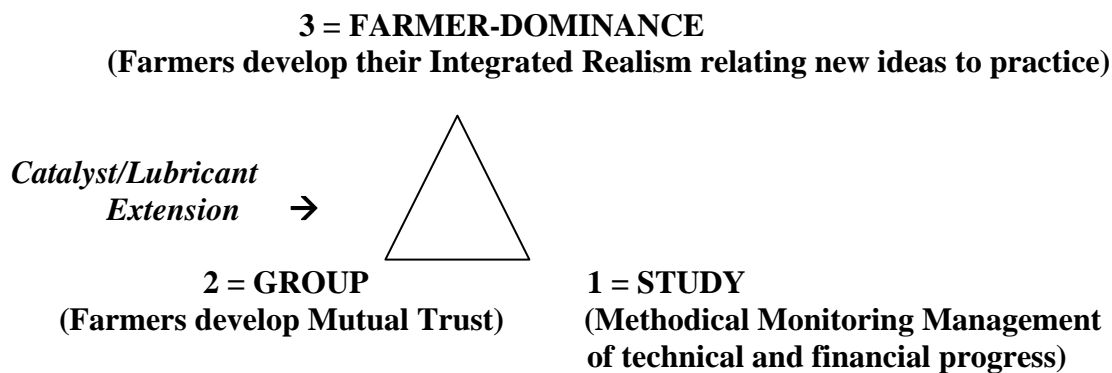 3 = FARMER-DOMINANCE
(Farmers develop their Integrated Realism relating new ideas to practice)
Catalyst/Lubricant
Extension →
2 = GROUP
(Farmers develop Mutual Trust)
1 = STUDY
(Methodical Monitoring Management
of technical and financial progress)